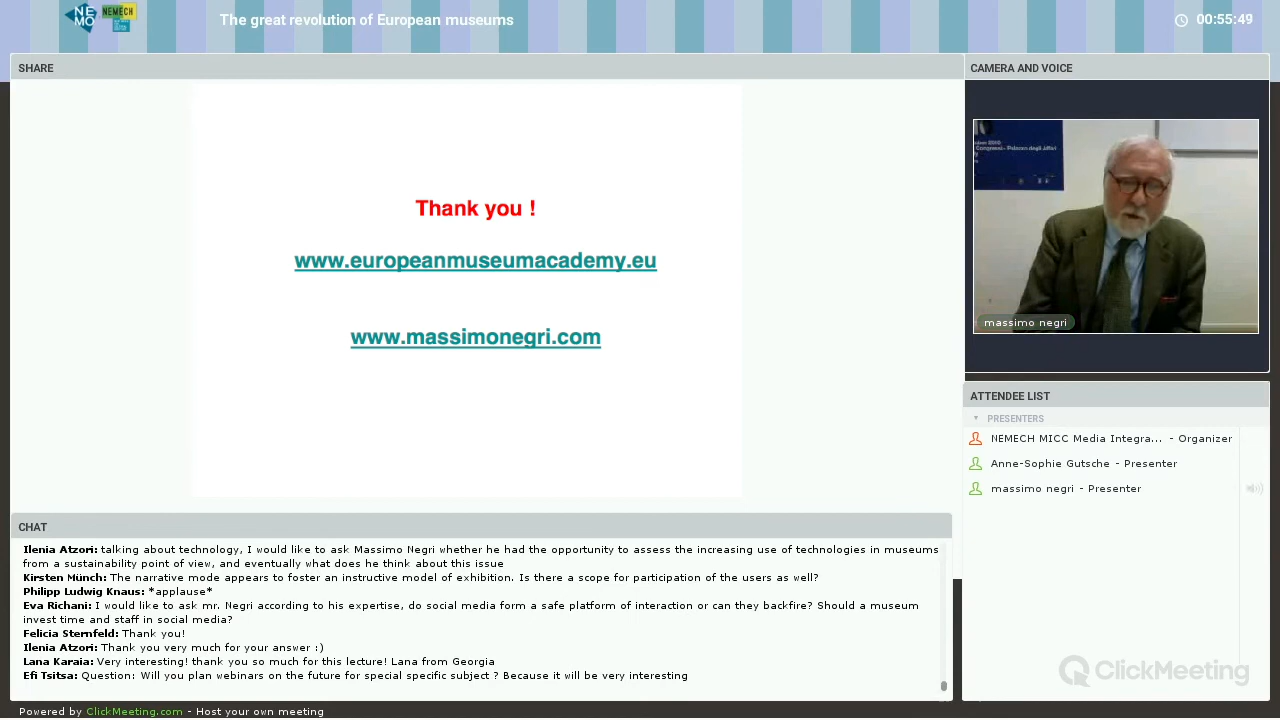 NE
MO
NEMECH
The great revolution of European museums
00:55:49
SHARE
CAMERA AND VOICE
Thank you !
www.europeanmuseumacademy.eu
www.massimonegri.com
massimo negri
ATTENDEE LIST
PRESENTERS
NEMECH MICC Media Integra... - Organizer
Anne-Sophie Gutsche - Presenter
massimo negri - Presenter
CHAT
Ilenia Atzori: talking about technology, I would like to ask Massimo Negri whether he had the opportunity to assess the increasing use of technologies in museums
from a sustainability point of view, and eventually what does he think about this issue
Kirsten Münch: The narrative mode appears to foster an instructive model of exhibition. Is there a scope for participation of the users as well?
Philipp Ludwig Knaus: *applause*
Eva Richani: I would like to ask mr. Negri according to his expertise, do social media form a safe platform of interaction or can they backfire? Should a museum
invest time and staff in social media?
Felicia Sternfeld: Thank you!
Ilenia Atzori: Thank you very much for your answer :)
Lana Karaia: Very interesting! thank you so much for this lecture! Lana from Georgia
Efi Tsitsa: Question: Will you plan webinars on the future for special specific subject ? Because it will be very interesting
ClickMeeting
Powered by ClickMeeting.com - Host your own meeting